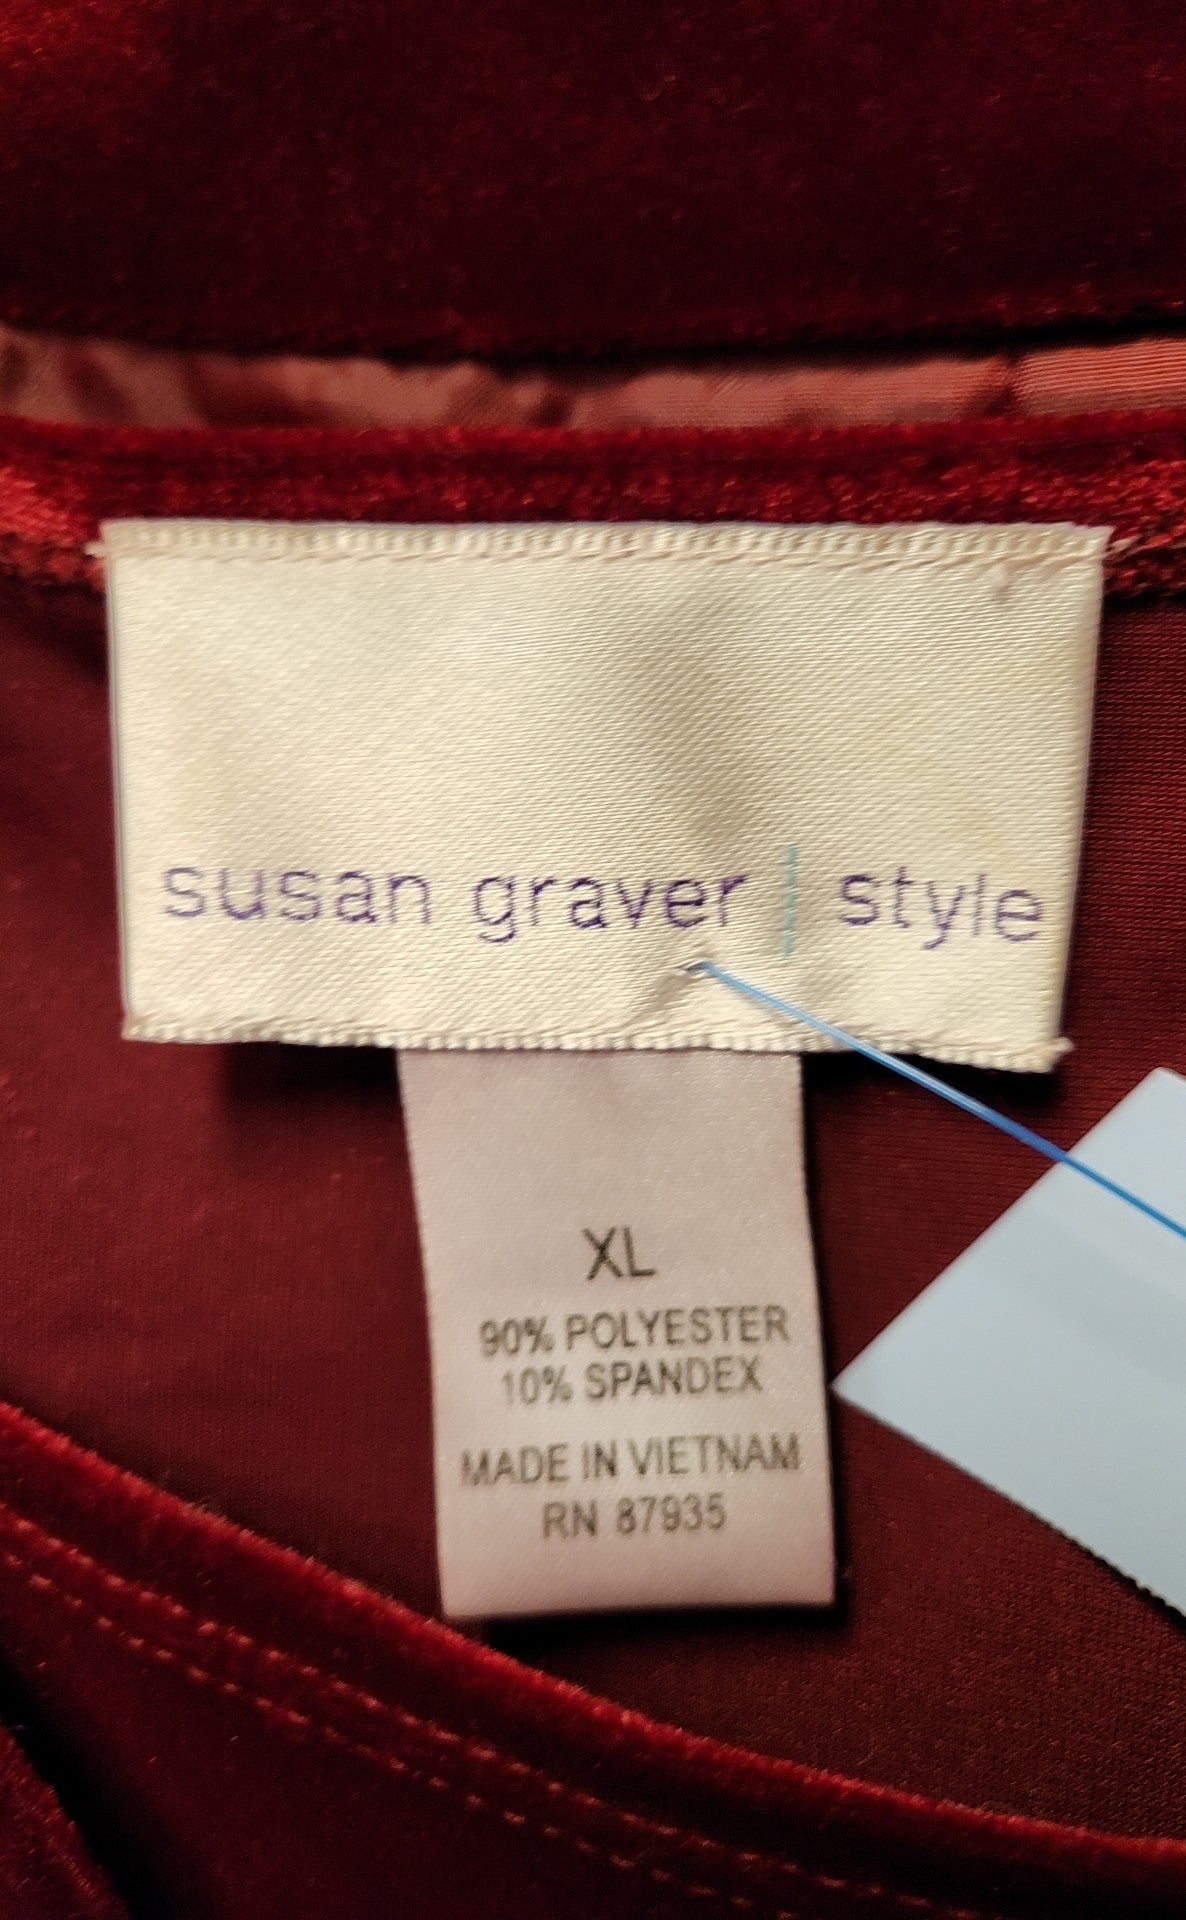 susan graver | style
XL
90% POLYESTER
10% SPANDEX
MADE IN VIETNAM
RN 87935